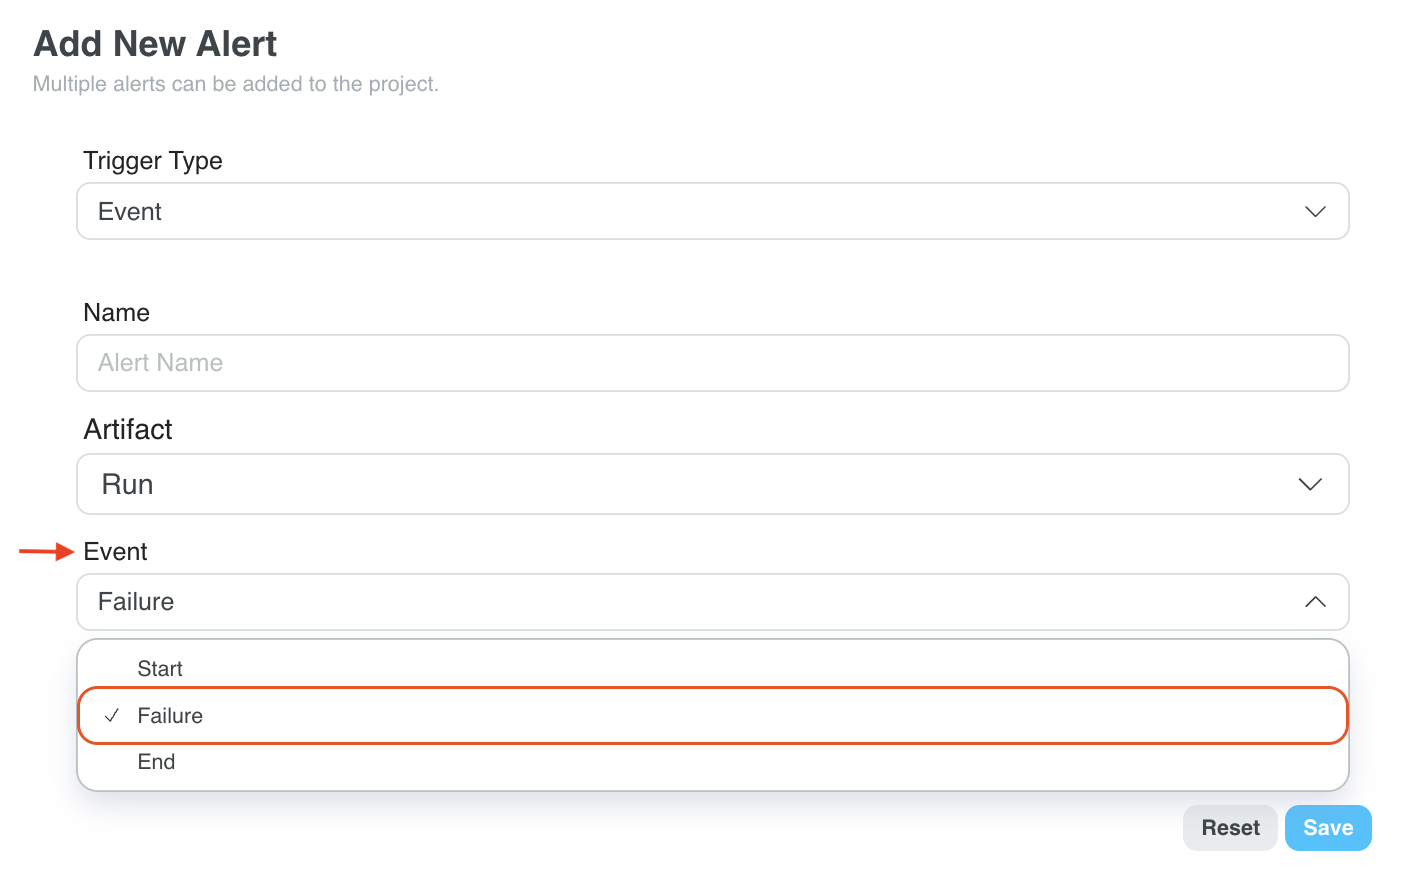 Add New Alert
Multiple alerts can be added to the project.
Trigger Type
Event
Name
Alert Name
Artifact
Run
Event
Failure
Start
Failure
End
Reset Save